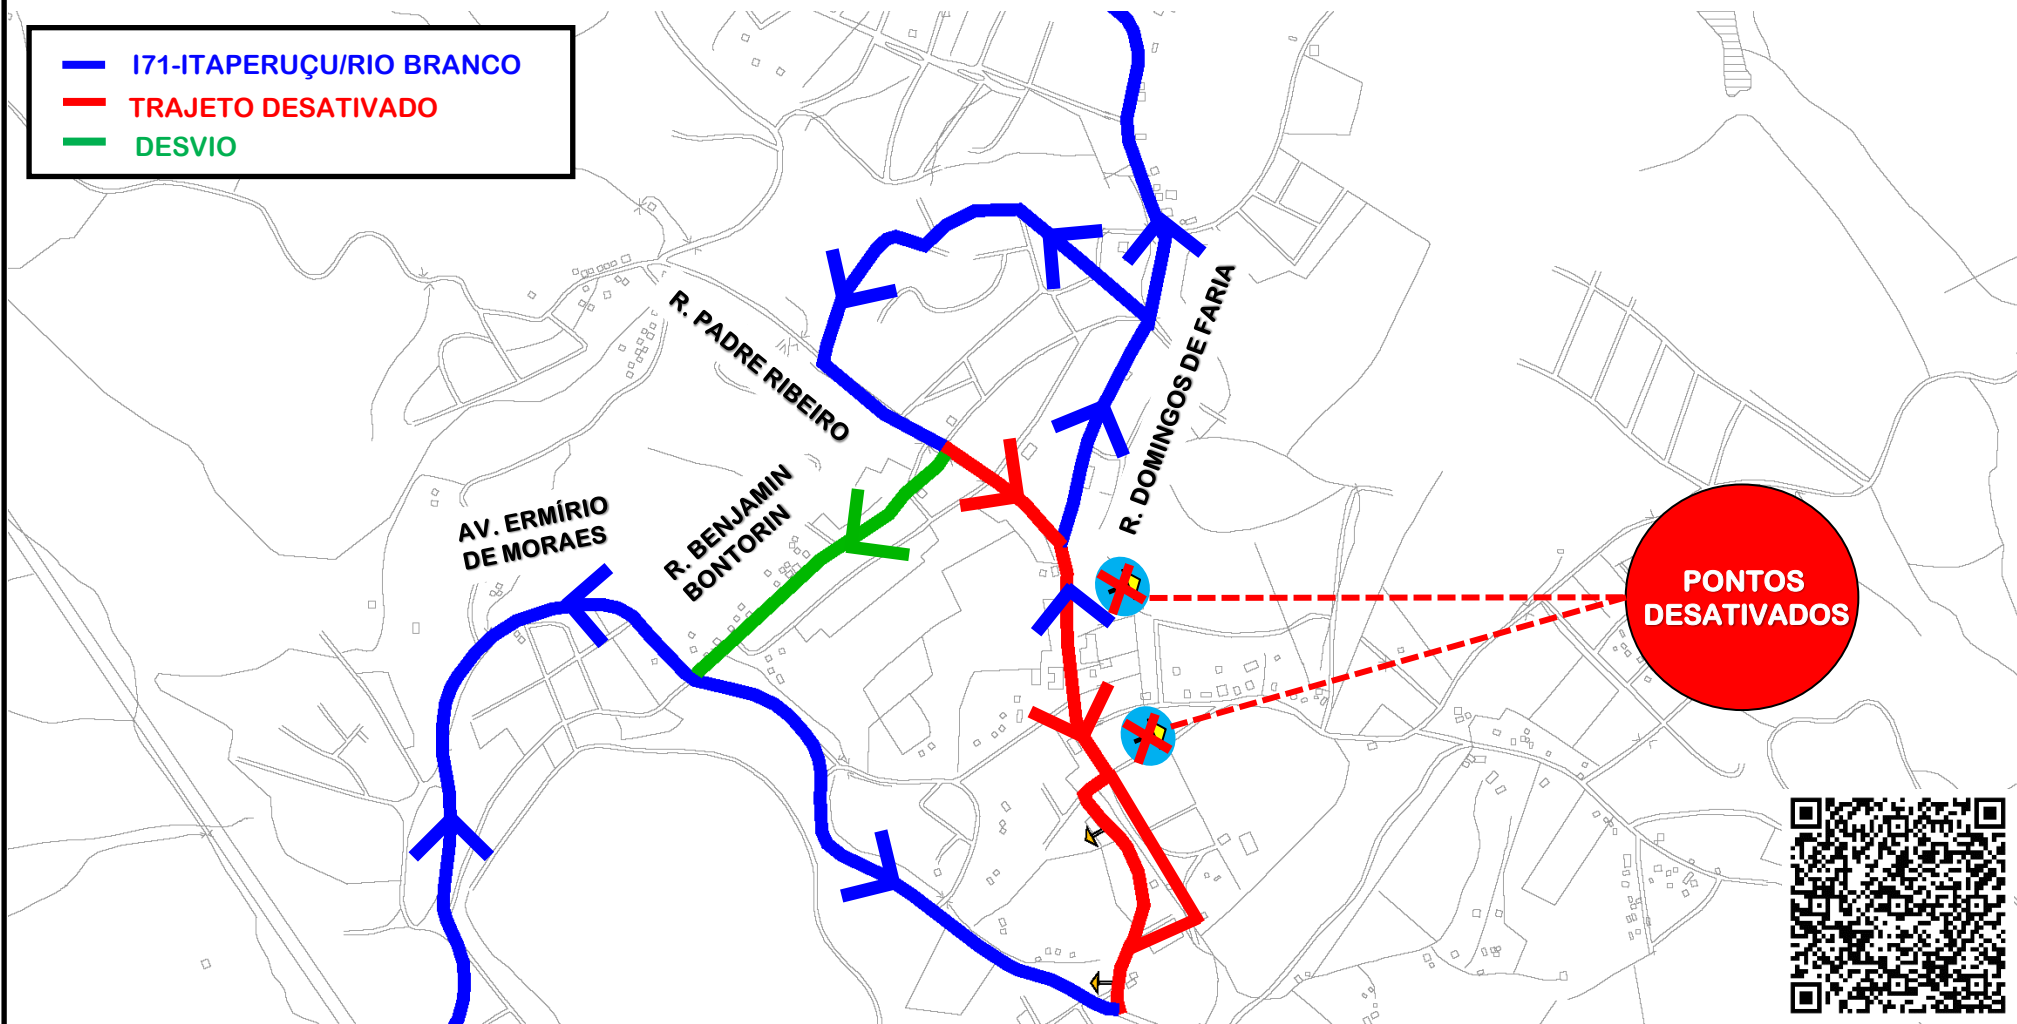 I71-ITAPERUÇU/RIO BRANCO
TRAJETO DESATIVADO
DESVIO
R. PADRE RIBEIRO
R. DOMINGOS DE FARIA
R. BENJAMIN
BONTORIN
AV. ERMÍRIO
DE MORAES
PONTOS
DESATIVADOS